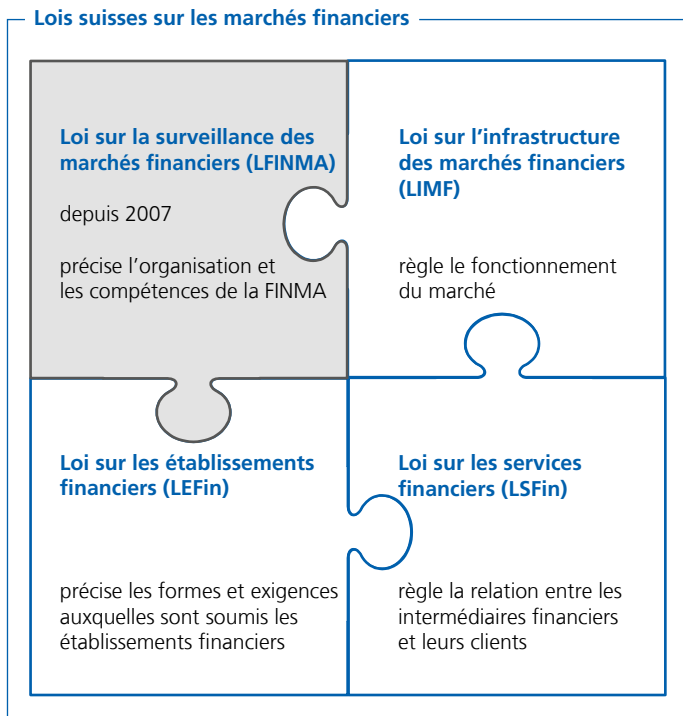 Lois suisses sur les marchés financiers
Loi sur la surveillance des
marchés financiers (LFINMA)
depuis 2007
précise l’organisation et
les compétences de la FINMA
Loi sur l’infrastructure
des marchés financiers
(LIMF)
règle le fonctionnement
du marché
Loi sur les établissements
financiers (LEFin)
précise les formes et exigences
auxquelles sont soumis les
établissements financiers
Loi sur les services
financiers (LSFin)
règle la relation entre les
intermédiaires financiers
et leurs clients